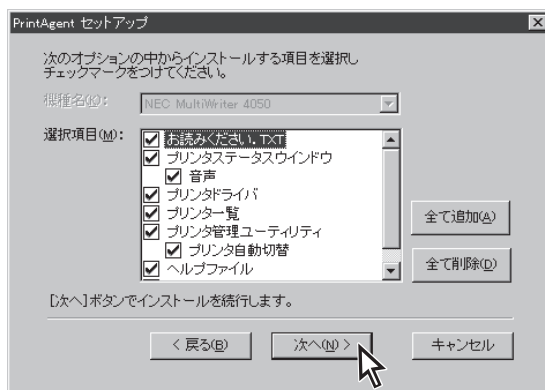 PrintAgent セットアップ
次のオプションの中からインストールする項目を選択し
チェックマークをつけてください。
機種名(K):
NEC MultiWriter 4050
選択項目(M):
お読みください.TXT
プリンタステータスウインドウ
音声
プリンタドライバ
プリンター覧
プリンタ管理ユーティリティ
プリンタ自動切替
ヘルプファイル
全て追加(A)
全て削除(D)
[次へ]ボタンでインストールを続行します。
< 戻る(B)
次へ(N) >
キャンセル